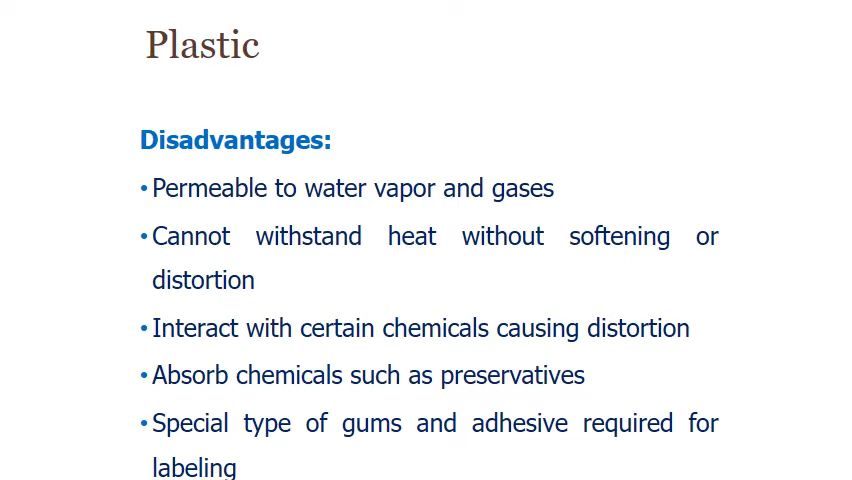 Plastic
Disadvantages:
• Permeable to water vapor and gases
• Cannot withstand heat without softening or
distortion
• Interact with certain chemicals causing distortion
• Absorb chemicals such as preservatives
• Special type of gums and adhesive required for
labeling